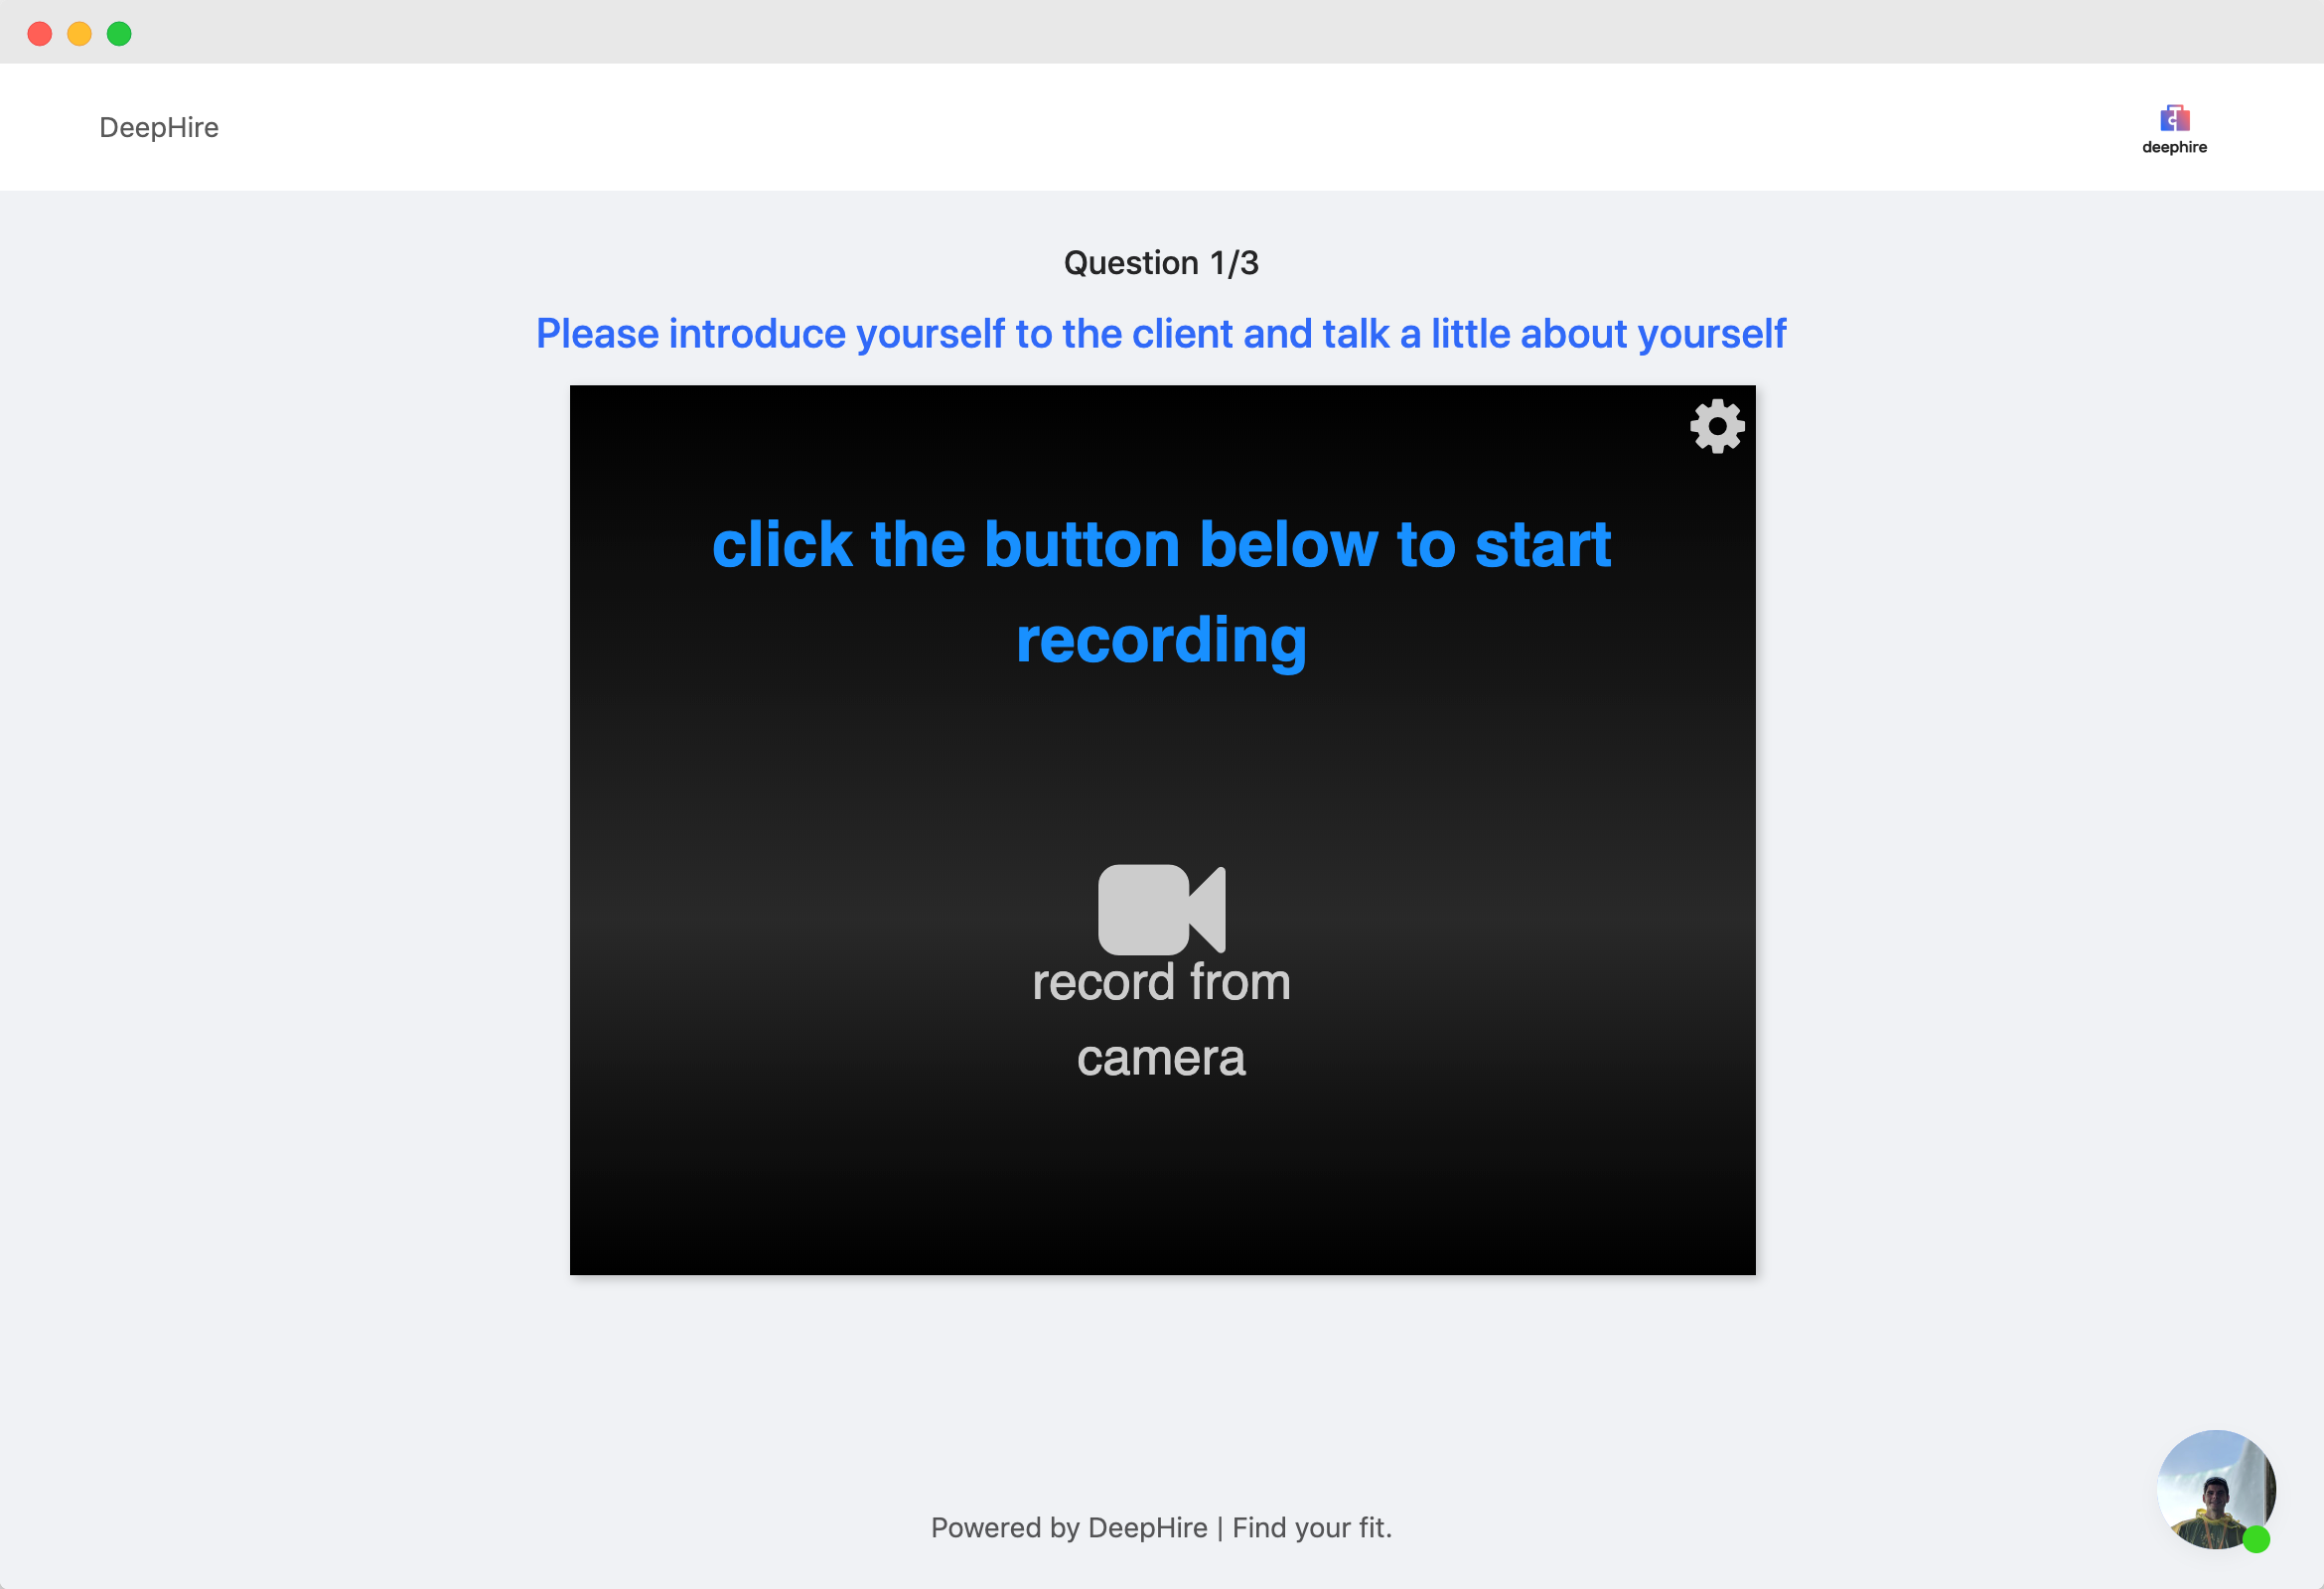 DeepHire
deephire
Question 1/3
Please introduce yourself to the client and talk a little about yourself
click the button below to start
recording
record from
camera
Powered by DeepHire | Find your fit.